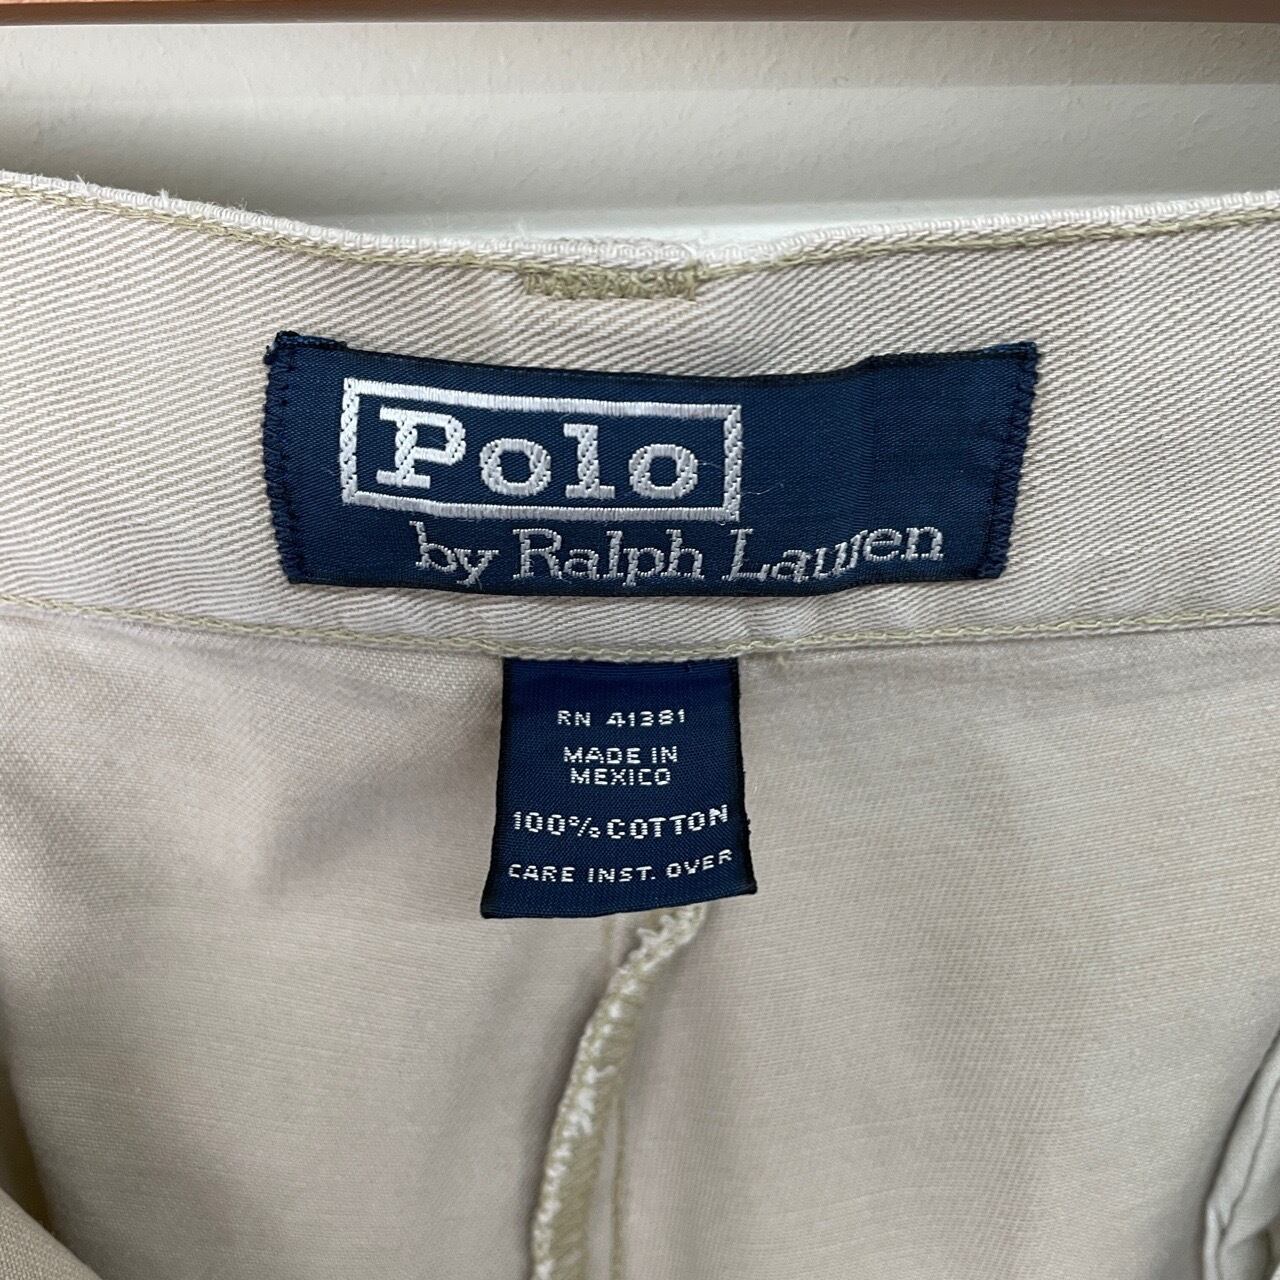 Polo
by Ralph Lauren
RN 41381
MADE IN
MEXICO
100% COTTON
CARE INST. OVER